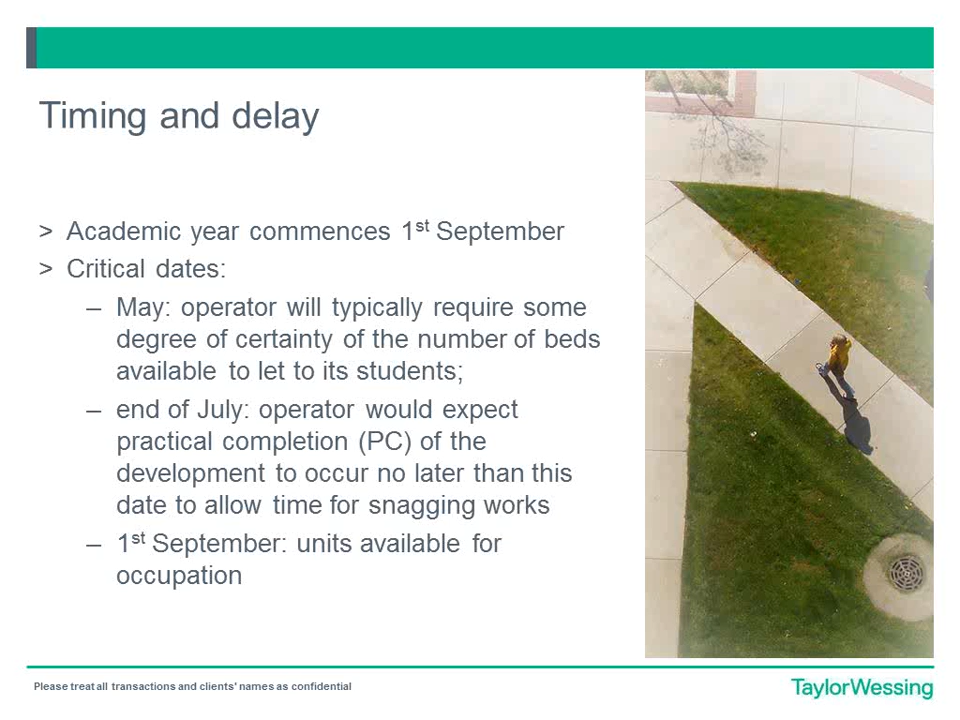 Timing and delay
> Academic year commences 1st September
> Critical dates:
– May: operator will typically require some
degree of certainty of the number of beds
available to let to its students;
– end of July: operator would expect
practical completion (PC) of the
development to occur no later than this
date to allow time for snagging works
– 1st September: units available for
occupation
Please treat all transactions and clients' names as confidential
TaylorWessing